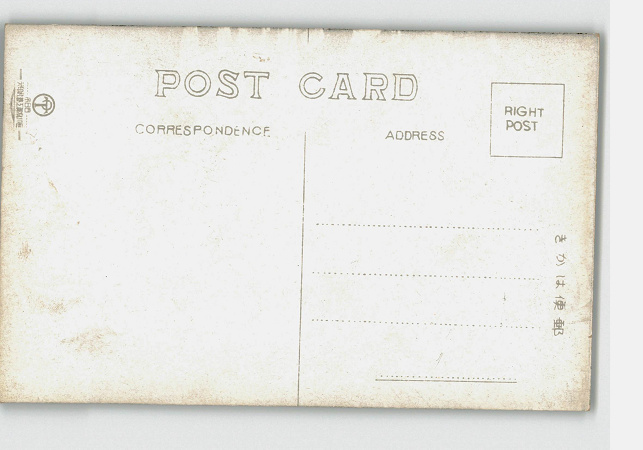 POST CARD
CORRESPONDENCE
ADDRESS
RIGHT
POST
きがは便郵